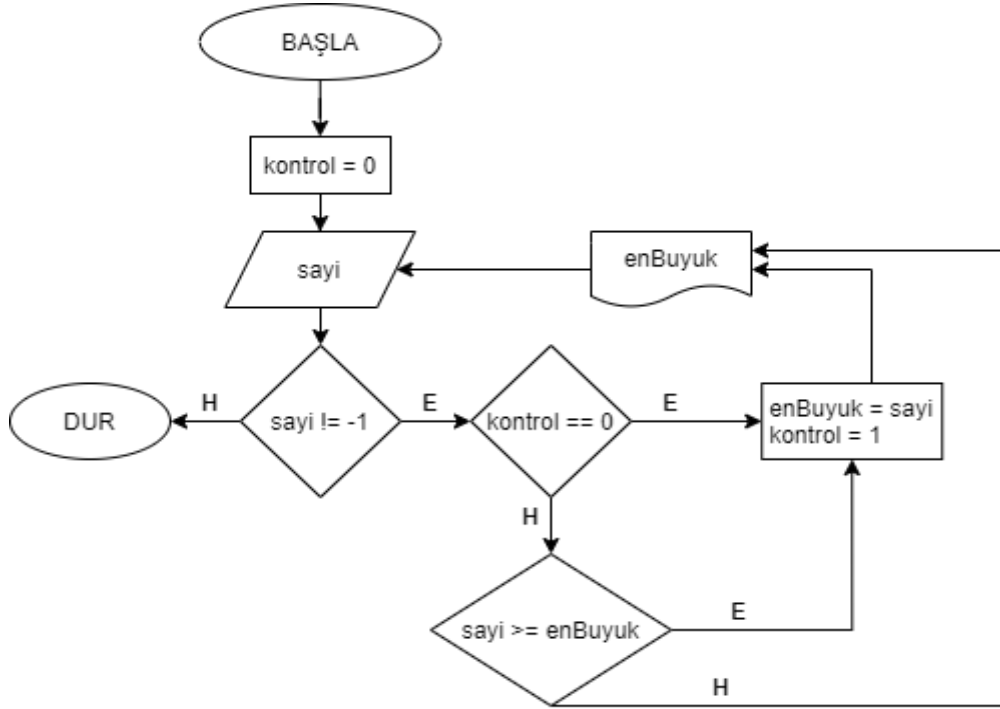 BAŞLA
kontrol = 0
sayi
enBuyuk
DUR
H
sayi != -1
E
kontrol == 0
E
enBuyuk = sayi
kontrol = 1
H
sayi >= enBuyuk
E
H